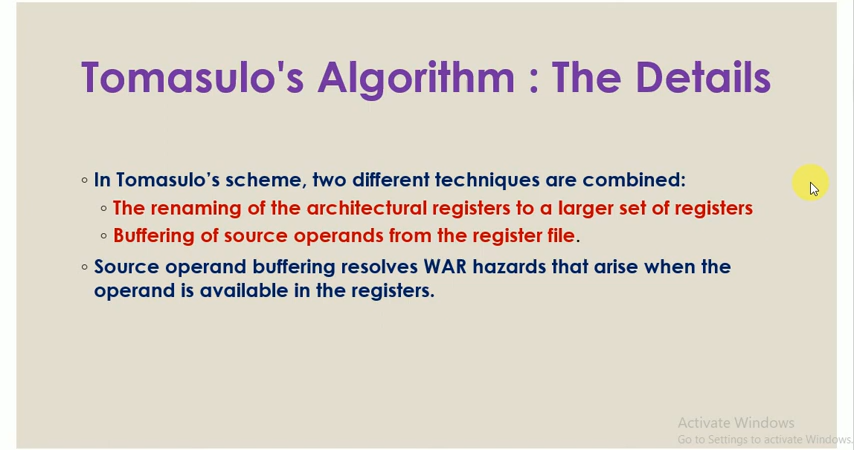 Tomasulo's Algorithm : The Details
◦ In Tomasulo’s scheme, two different techniques are combined:
◦ The renaming of the architectural registers to a larger set of registers
◦ Buffering of source operands from the register file.
◦ Source operand buffering resolves WAR hazards that arise when the
operand is available in the registers.
Activate Windows
Go to Settings to activate Windows.